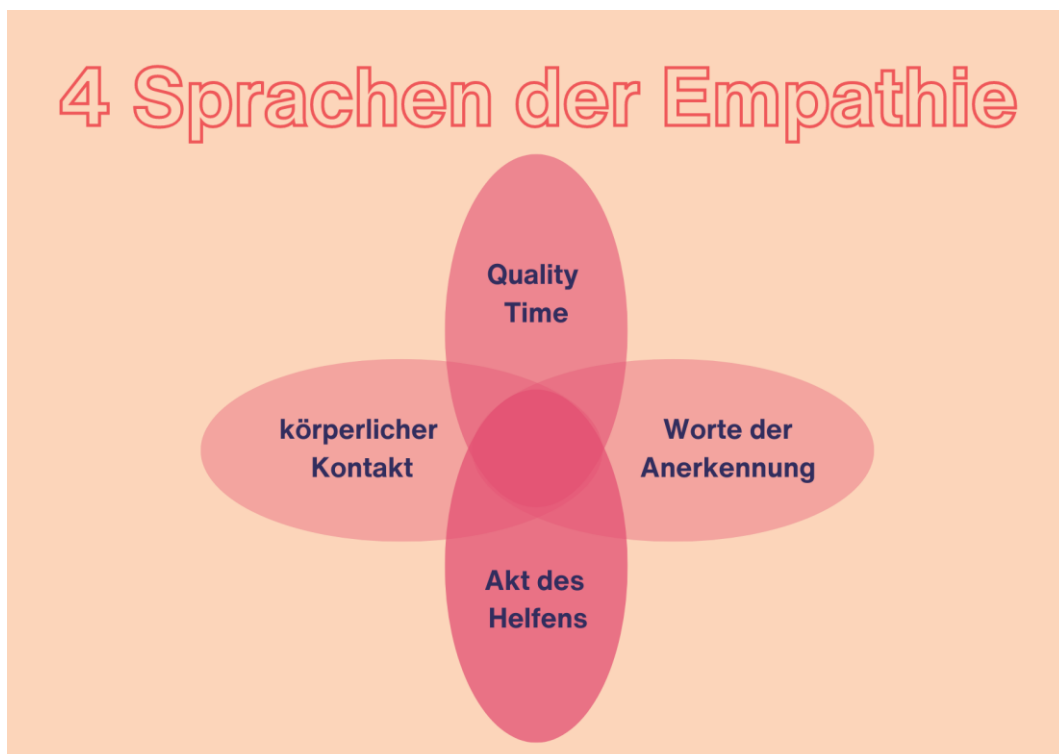 4 Sprachen der Empathie
Quality
Time
körperlicher
Kontakt
Worte der
Anerkennung
Akt des
Helfens